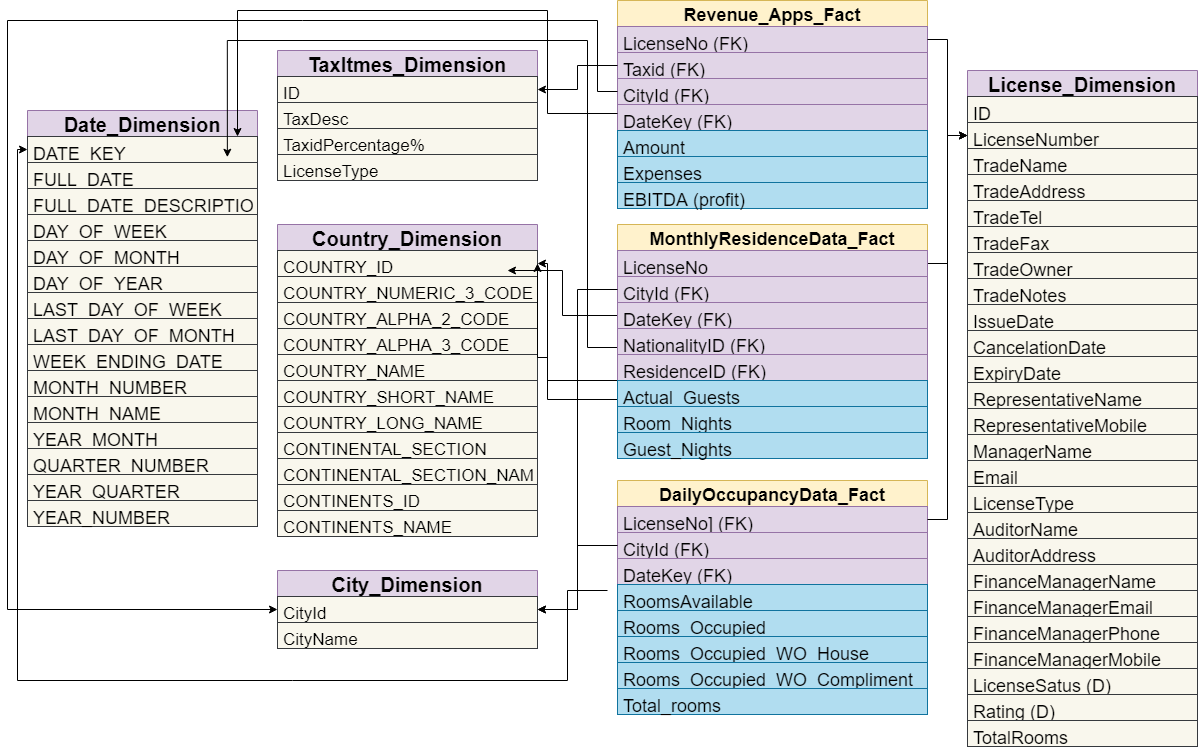 Revenue_Apps_Fact
LicenseNo (FK)
Taxid (FK)
CityId (FK)
DateKey (FK)
Amount
Expenses
EBITDA (profit)
TaxItmes_Dimension
ID
TaxDesc
TaxidPercentage%
LicenseType
Date_Dimension
DATE_KEY
FULL_DATE
FULL_DATE_DESCRIPTIO
DAY_OF_WEEK
DAY_OF_MONTH
DAY_OF_YEAR
LAST_DAY_OF_WEEK
LAST_DAY_OF_MONTH
WEEK_ENDING_DATE
MONTH_NUMBER
MONTH_NAME
YEAR_MONTH
QUARTER_NUMBER
YEAR_QUARTER
YEAR_NUMBER
Country_Dimension
COUNTRY_ID
COUNTRY_NUMERIC_3_CODE
COUNTRY_ALPHA_2_CODE
COUNTRY_ALPHA_3_CODE
COUNTRY_NAME
COUNTRY_SHORT_NAME
COUNTRY_LONG_NAME
CONTINENTAL_SECTION
CONTINENTAL_SECTION_NAM
CONTINENTS_ID
CONTINENTS_NAME
City_Dimension
CityId
CityName
MonthlyResidenceData_Fact
LicenseNo
CityId (FK)
DateKey (FK)
NationalityID (FK)
ResidenceID (FK)
Actual_Guests
Room_Nights
Guest_Nights
DailyOccupancyData_Fact
LicenseNo] (FK)
CityId (FK)
DateKey (FK)
RoomsAvailable
Rooms_Occupied
Rooms_Occupied_WO_House
Rooms_Occupied_WO_Compliment
Total_rooms
License_Dimension
ID
LicenseNumber
TradeName
TradeAddress
TradeTel
TradeFax
TradeOwner
TradeNotes
IssueDate
CancelationDate
ExpiryDate
RepresentativeName
RepresentativeMobile
ManagerName
Email
LicenseType
AuditorName
AuditorAddress
FinanceManagerName
FinanceManagerEmail
FinanceManagerPhone
FinanceManagerMobile
LicenseSatus (D)
Rating (D)
TotalRooms